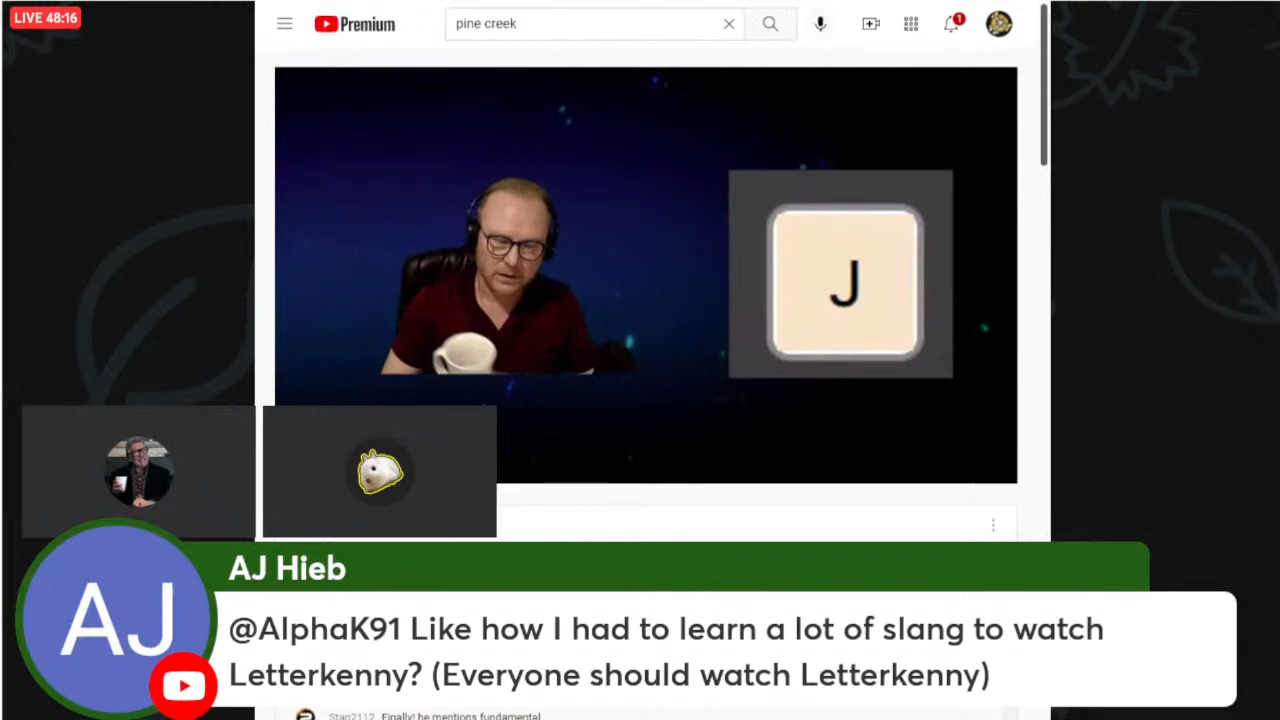 LIVE 48:16
Premium
pine creek
1
J
AJ Hieb
AJ
@AlphaK91 Like how I had to learn a lot of slang to watch
Letterkenny? (Everyone should watch Letterkenny)
Stan2112 Finally! he mentions fundamental